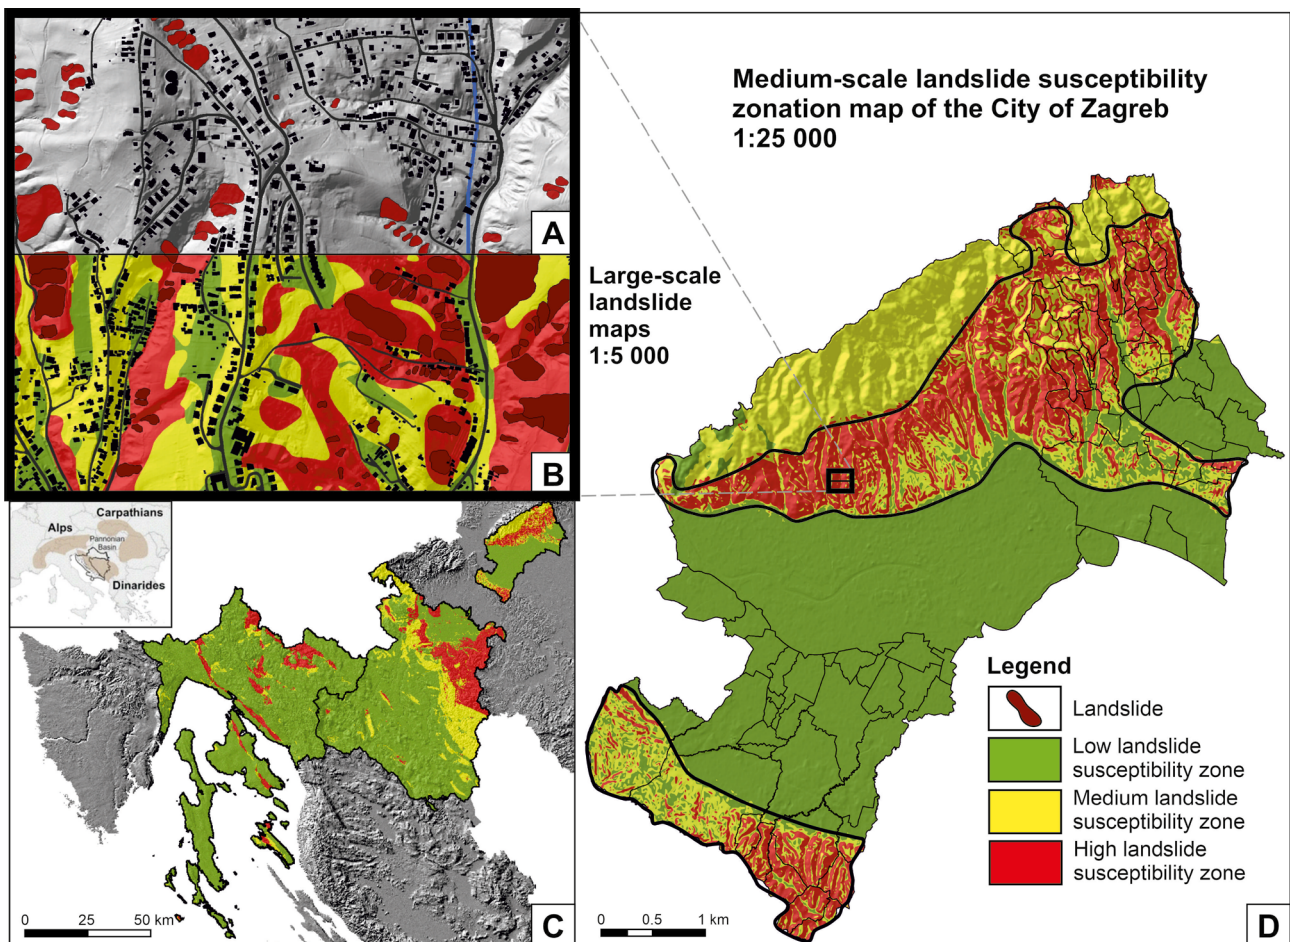 A
B
Medium-scale landslide susceptibility
zonation map of the City of Zagreb
1:25 000
Large-scale
landslide
maps
1:5 000
Carpathians
Alps
Pannonian
Basin
Dinarides
0 25 50 km
C
0 0.5 1 km
Legend
Landslide
Low landslide
susceptibility zone
Medium landslide
susceptibility zone
High landslide
susceptibility zone
D